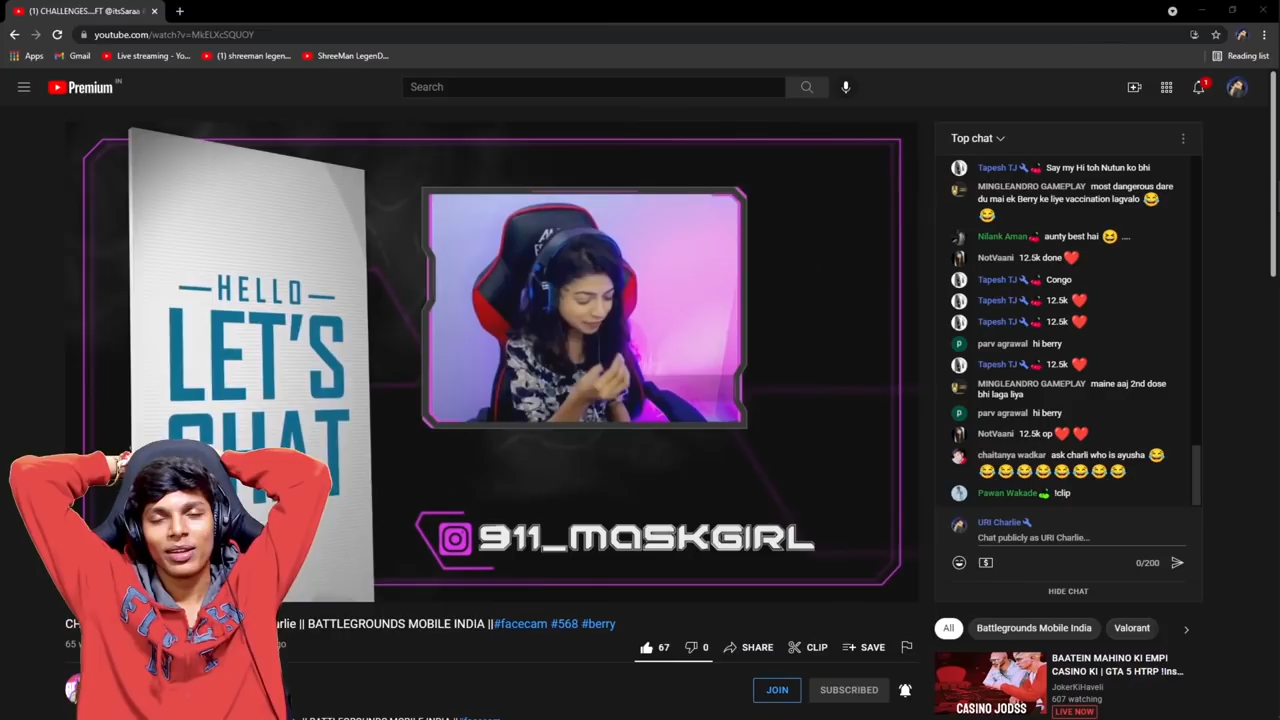 (1) CHALLENGES....FT @itsSaraa
youtube.com/watch?v=MkELXcSQUOY
Apps
Gmail
Live streaming - Yo...
(1) shreeman legen...
ShreeMan LegenD...
Reading list
Premium IN
Search
1
HELLO
LET'S
CHAT
911_MASKGIRL
Top chat
Tapesh TJ Say my Hi toh Nutun ko bhi
MINGLEANDRO GAMEPLAY most dangerous dare
du mai ek Berry ke liye vaccination lagvalo 😂
😂
Nilank Aman aunty best hai 😆 ....
NotVaani 12.5k done❤️
Tapesh TJ Congo
Tapesh TJ 12.5k ❤️
Tapesh TJ 12.5k ❤️
P parv agrawal hi berry
Tapesh TJ 12.5k ❤️
MINGLEANDRO GAMEPLAY maine aaj 2nd dose
bhi laga liya
P parv agrawal hi berry
NotVaani 12.5k op❤️ ❤️
chaitanya wadkar ask charli who is ayusha 😂
😂😂😂😂😂😂😂😂
Pawan Wakade !clip
URI Charlie
Chat publicly as URI Charlie...
0/200
HIDE CHAT
|| BATTLEGROUNDS MOBILE INDIA ||#facecam #568 #berry
67
0
SHARE
CLIP
SAVE
JOIN
SUBSCRIBED
All
Battlegrounds Mobile India
Valorant
CASINO JODSS
BAATEIN MAHINO KI EMPI
CASINO KI | GTA 5 HTRP !Ins...
JokerKiHaveli
607 watching
LIVE NOW